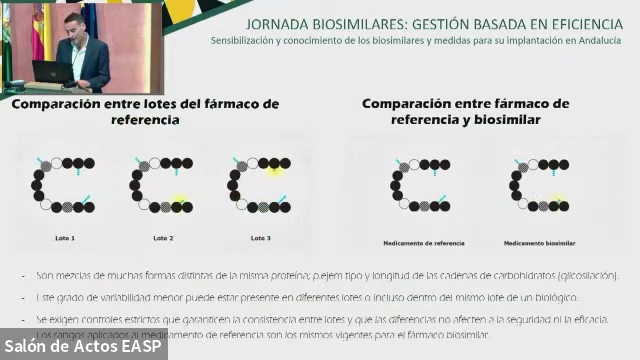 JORNADA BIOSIMILARES: GESTIÓN BASADA EN EFICIENCIA
Sensibilización y conocimiento de los biosimilares y medidas para su implantación en Andalucía
Comparación entre lotes del fármaco de
referencia
Comparación entre fármaco de
referencia y biosimilar
Lote 1
Lote 2
Lote 3
Medicamento de referencia
Medicamento biosimilar
- Son mezclas de muchas formas distintas de la misma proteína; p.ejem tipo y longitud de las cadenas de carbohidratos (glicosilación).
- Este grado de variabilidad menor puede estar presente en diferentes lotes o incluso dentro del mismo lote de un biológico.
- Se exigen controles estrictos que garanticen la consistencia entre lotes y que las diferencias no afecten a la seguridad ni la eficacia.
Los rangos aplicados al medicamento de referencia son los mismos vigentes para el fármaco biosimilar.
Salón de Actos EASP